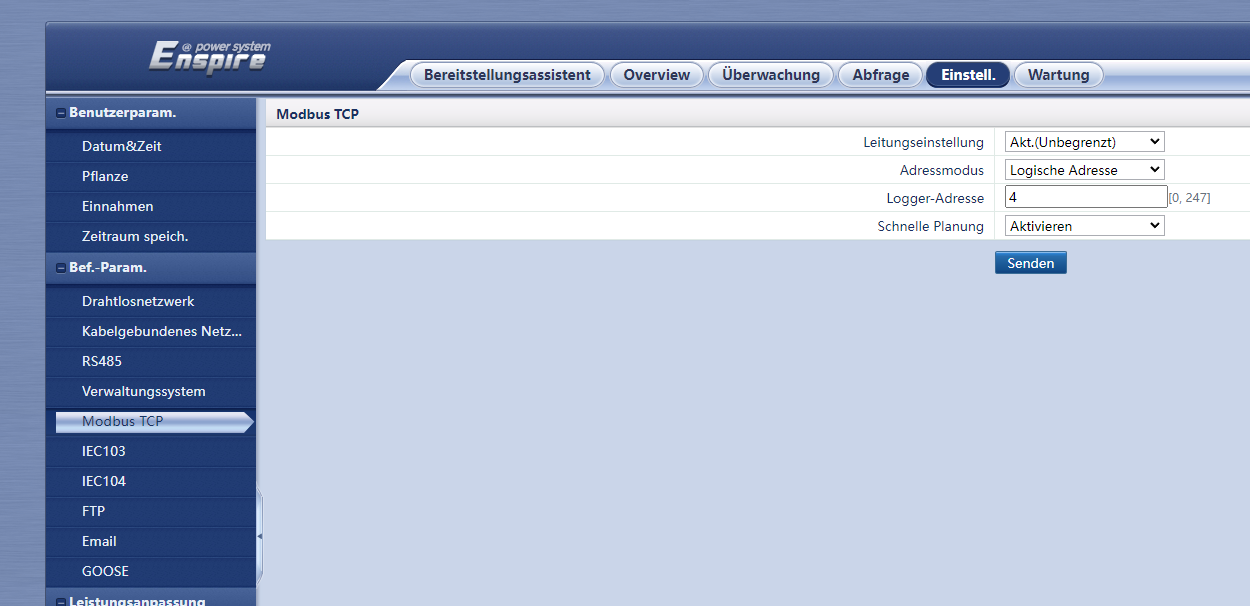 Enspire @ power system
Bereitstellungsassistent Overview Überwachung Abfrage Einstell. Wartung
Benutzerparam.
Datum&Zeit
Pflanze
Einnahmen
Zeitraum speich.
Bef.-Param.
Drahtlosnetzwerk
Kabelgebundenes Netz...
RS485
Verwaltungssystem
Modbus TCP
IEC103
IEC104
FTP
Email
GOOSE
Leistungsanpassung
Modbus TCP
Leitungseinstellung Akt.(Unbegrenzt)
Adressmodus Logische Adresse
Logger-Adresse 4 [0, 247]
Schnelle Planung Aktivieren
Senden